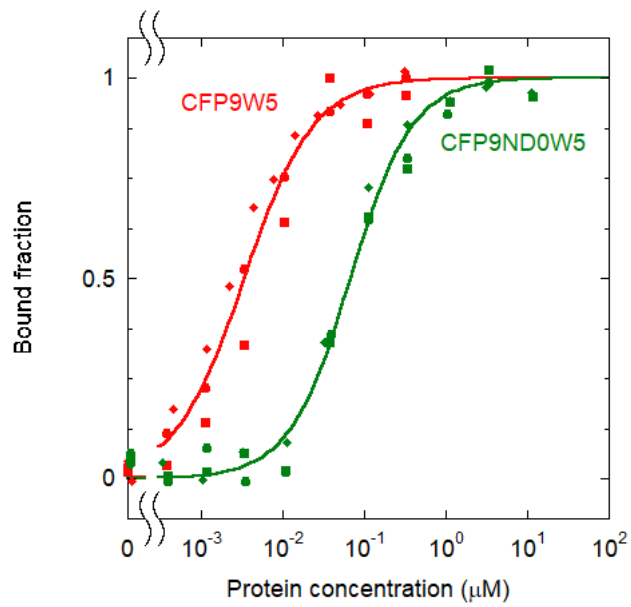 1
CFP9W5
CFP9ND0W5
Bound fraction
0.5
0
0 10⁻³ 10⁻² 10⁻¹ 10⁰ 10¹ 10²
Protein concentration (μM)